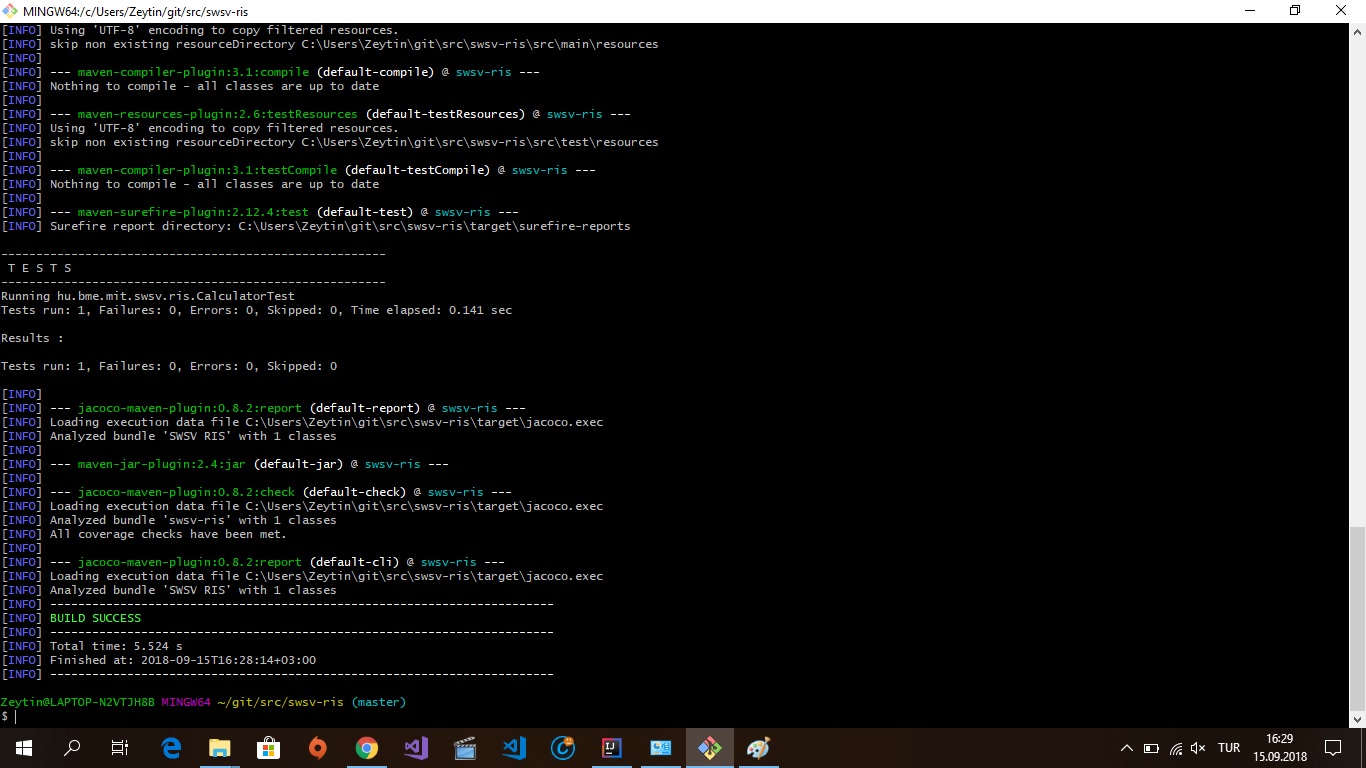 MINGW64:/c/Users/Zeytin/git/src/swsv-ris
[INFO] Using 'UTF-8' encoding to copy filtered resources.
[INFO] skip non existing resourceDirectory C:\Users\Zeytin\git\src\swsv-ris\src\main\resources
[INFO]
[INFO] --- maven-compiler-plugin:3.1:compile (default-compile) @ swsv-ris ---
[INFO] Nothing to compile - all classes are up to date
[INFO]
[INFO] --- maven-resources-plugin:2.6:testResources (default-testResources) @ swsv-ris ---
[INFO] Using 'UTF-8' encoding to copy filtered resources.
[INFO] skip non existing resourceDirectory C:\Users\Zeytin\git\src\swsv-ris\src\test\resources
[INFO]
[INFO] --- maven-compiler-plugin:3.1:testCompile (default-testCompile) @ swsv-ris ---
[INFO] Nothing to compile - all classes are up to date
[INFO]
[INFO] --- maven-surefire-plugin:2.12.4:test (default-test) @ swsv-ris ---
[INFO] Surefire report directory: C:\Users\Zeytin\git\src\swsv-ris\target\surefire-reports
-------------------------------------------------------
T E S T S
-------------------------------------------------------
Running hu.bme.mit.swsv.ris.CalculatorTest
Tests run: 1, Failures: 0, Errors: 0, Skipped: 0, Time elapsed: 0.141 sec
Results :
Tests run: 1, Failures: 0, Errors: 0, Skipped: 0
[INFO]
[INFO] --- jacoco-maven-plugin:0.8.2:report (default-report) @ swsv-ris ---
[INFO] Loading execution data file C:\Users\Zeytin\git\src\swsv-ris\target\jacoco.exec
[INFO] Analyzed bundle 'SWSV RIS' with 1 classes
[INFO]
[INFO] --- maven-jar-plugin:2.4:jar (default-jar) @ swsv-ris ---
[INFO]
[INFO] --- jacoco-maven-plugin:0.8.2:check (default-check) @ swsv-ris ---
[INFO] Loading execution data file C:\Users\Zeytin\git\src\swsv-ris\target\jacoco.exec
[INFO] Analyzed bundle 'swsv-ris' with 1 classes
[INFO] All coverage checks have been met.
[INFO]
[INFO] --- jacoco-maven-plugin:0.8.2:report (default-cli) @ swsv-ris ---
[INFO] Loading execution data file C:\Users\Zeytin\git\src\swsv-ris\target\jacoco.exec
[INFO] Analyzed bundle 'SWSV RIS' with 1 classes
[INFO] ------------------------------------------------------------------------
[INFO] BUILD SUCCESS
[INFO] ------------------------------------------------------------------------
[INFO] Total time: 5.524 s
[INFO] Finished at: 2018-09-15T16:28:14+03:00
[INFO] ------------------------------------------------------------------------
Zeytin@LAPTOP-N2VTJH8B MINGW64 ~/git/src/swsv-ris (master)
$
TUR
16:29
15.09.2018